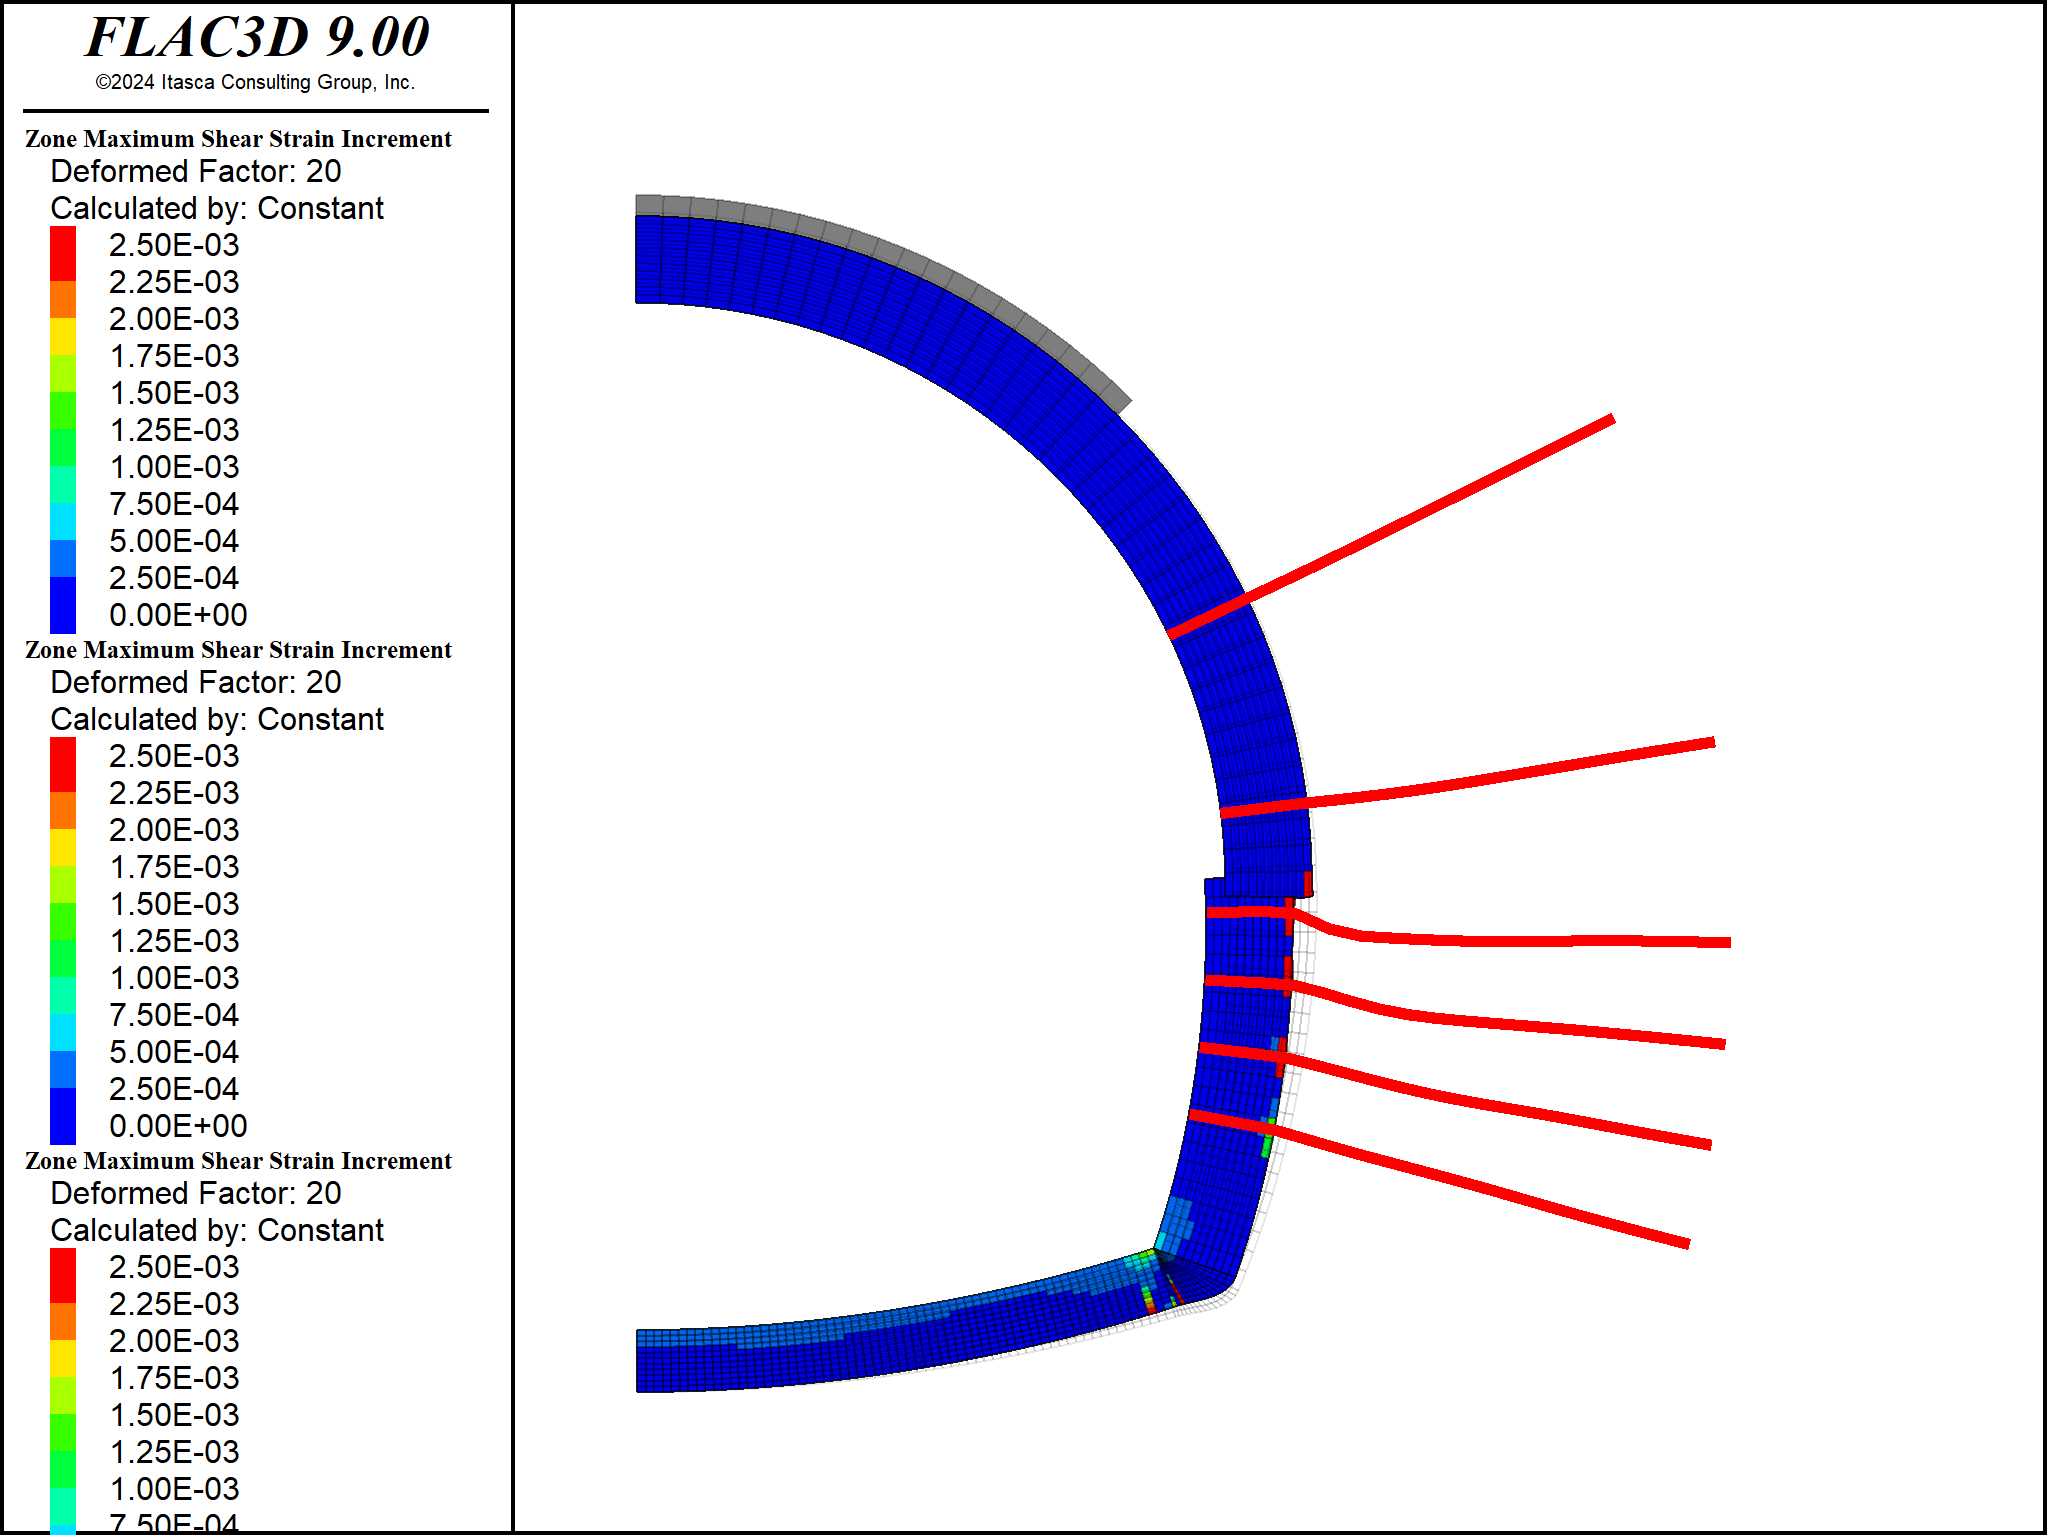 FLAC3D 9.00
©2024 Itasca Consulting Group, Inc.
Zone Maximum Shear Strain Increment
Deformed Factor: 20
Calculated by: Constant
2.50E-03
2.25E-03
2.00E-03
1.75E-03
1.50E-03
1.25E-03
1.00E-03
7.50E-04
5.00E-04
2.50E-04
0.00E+00
Zone Maximum Shear Strain Increment
Deformed Factor: 20
Calculated by: Constant
2.50E-03
2.25E-03
2.00E-03
1.75E-03
1.50E-03
1.25E-03
1.00E-03
7.50E-04
5.00E-04
2.50E-04
0.00E+00
Zone Maximum Shear Strain Increment
Deformed Factor: 20
Calculated by: Constant
2.50E-03
2.25E-03
2.00E-03
1.75E-03
1.50E-03
1.25E-03
1.00E-03
7.50E-04